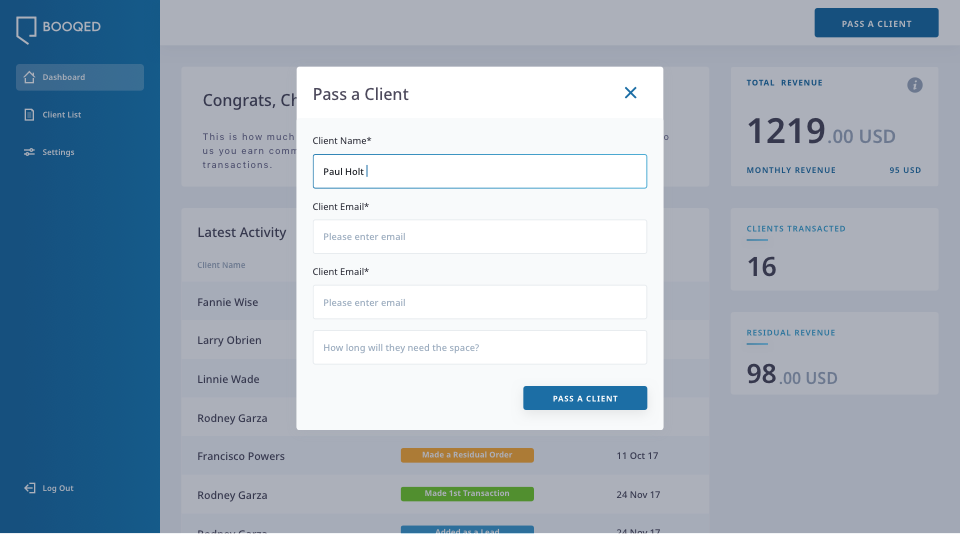 BOOQED
PASS A CLIENT
Dashboard
Client List
Settings
Log Out
Congrats, Ch
This is how much
us you earn comm
transactions.
o
Latest Activity
Client Name
Fannie Wise
Larry Obrien
Linnie Wade
Rodney Garza
Francisco Powers
Made a Residual Order
11 Oct 17
Rodney Garza
Made 1st Transaction
24 Nov 17
Rodney Garza
Added as a Lead
24 Nov 17
Pass a Client
Client Name*
Paul Holt
Client Email*
Please enter email
Client Email*
Please enter email
How long will they need the space?
PASS A CLIENT
TOTAL REVENUE
i
1219.00 USD
MONTHLY REVENUE 95 USD
CLIENTS TRANSACTED
16
RESIDUAL REVENUE
98.00 USD